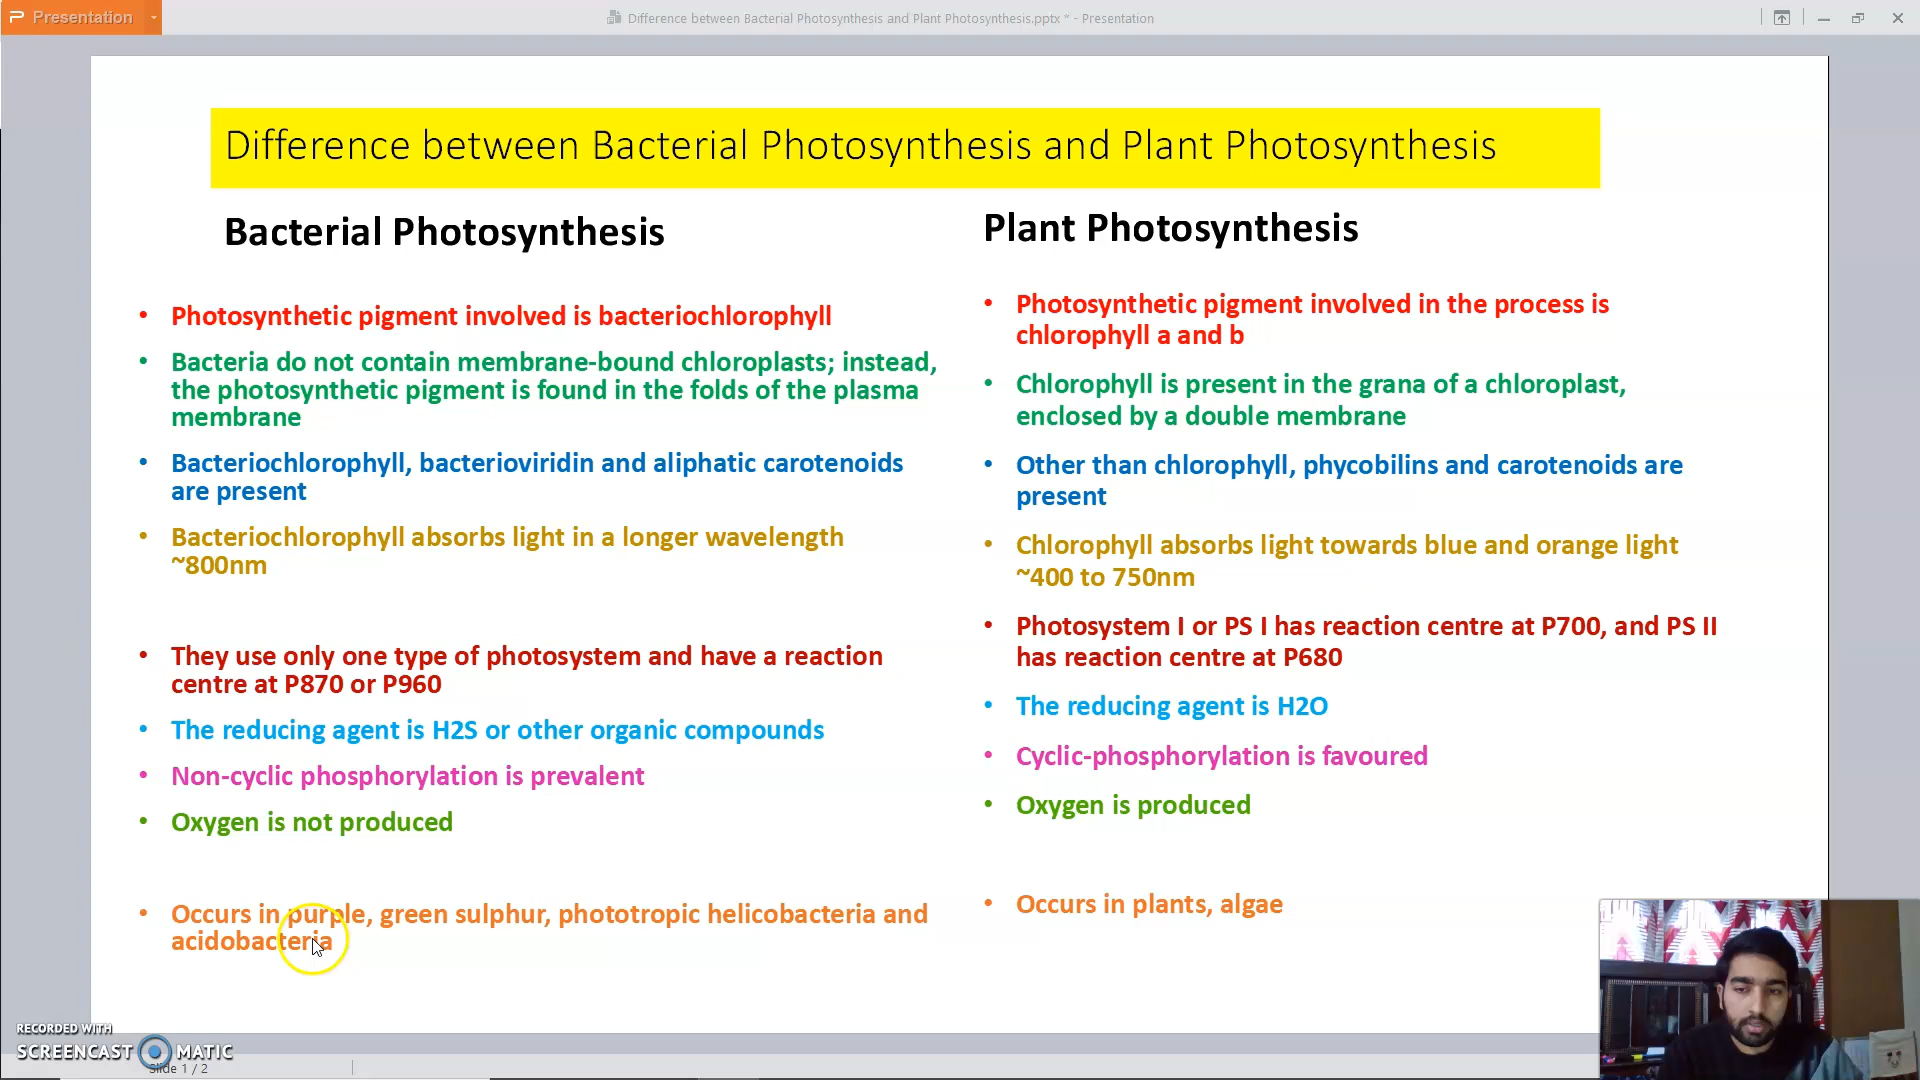 Presentation
Difference between Bacterial Photosynthesis and Plant Photosynthesis.pptx * - Presentation
Difference between Bacterial Photosynthesis and Plant Photosynthesis
Bacterial Photosynthesis
• Photosynthetic pigment involved is bacteriochlorophyll
• Bacteria do not contain membrane-bound chloroplasts; instead,
the photosynthetic pigment is found in the folds of the plasma
membrane
• Bacteriochlorophyll, bacterioviridin and aliphatic carotenoids
are present
• Bacteriochlorophyll absorbs light in a longer wavelength
~800nm
• They use only one type of photosystem and have a reaction
centre at P870 or P960
• The reducing agent is H2S or other organic compounds
• Non-cyclic phosphorylation is prevalent
• Oxygen is not produced
• Occurs in purple, green sulphur, phototropic helicobacteria and
acidobacteria
Plant Photosynthesis
• Photosynthetic pigment involved in the process is
chlorophyll a and b
• Chlorophyll is present in the grana of a chloroplast,
enclosed by a double membrane
• Other than chlorophyll, phycobilins and carotenoids are
present
• Chlorophyll absorbs light towards blue and orange light
~400 to 750nm
• Photosystem I or PS I has reaction centre at P700, and PS II
has reaction centre at P680
• The reducing agent is H2O
• Cyclic-phosphorylation is favoured
• Oxygen is produced
• Occurs in plants, algae
RECORDED WITH
SCREENCAST MATIC
Slide 1 / 2